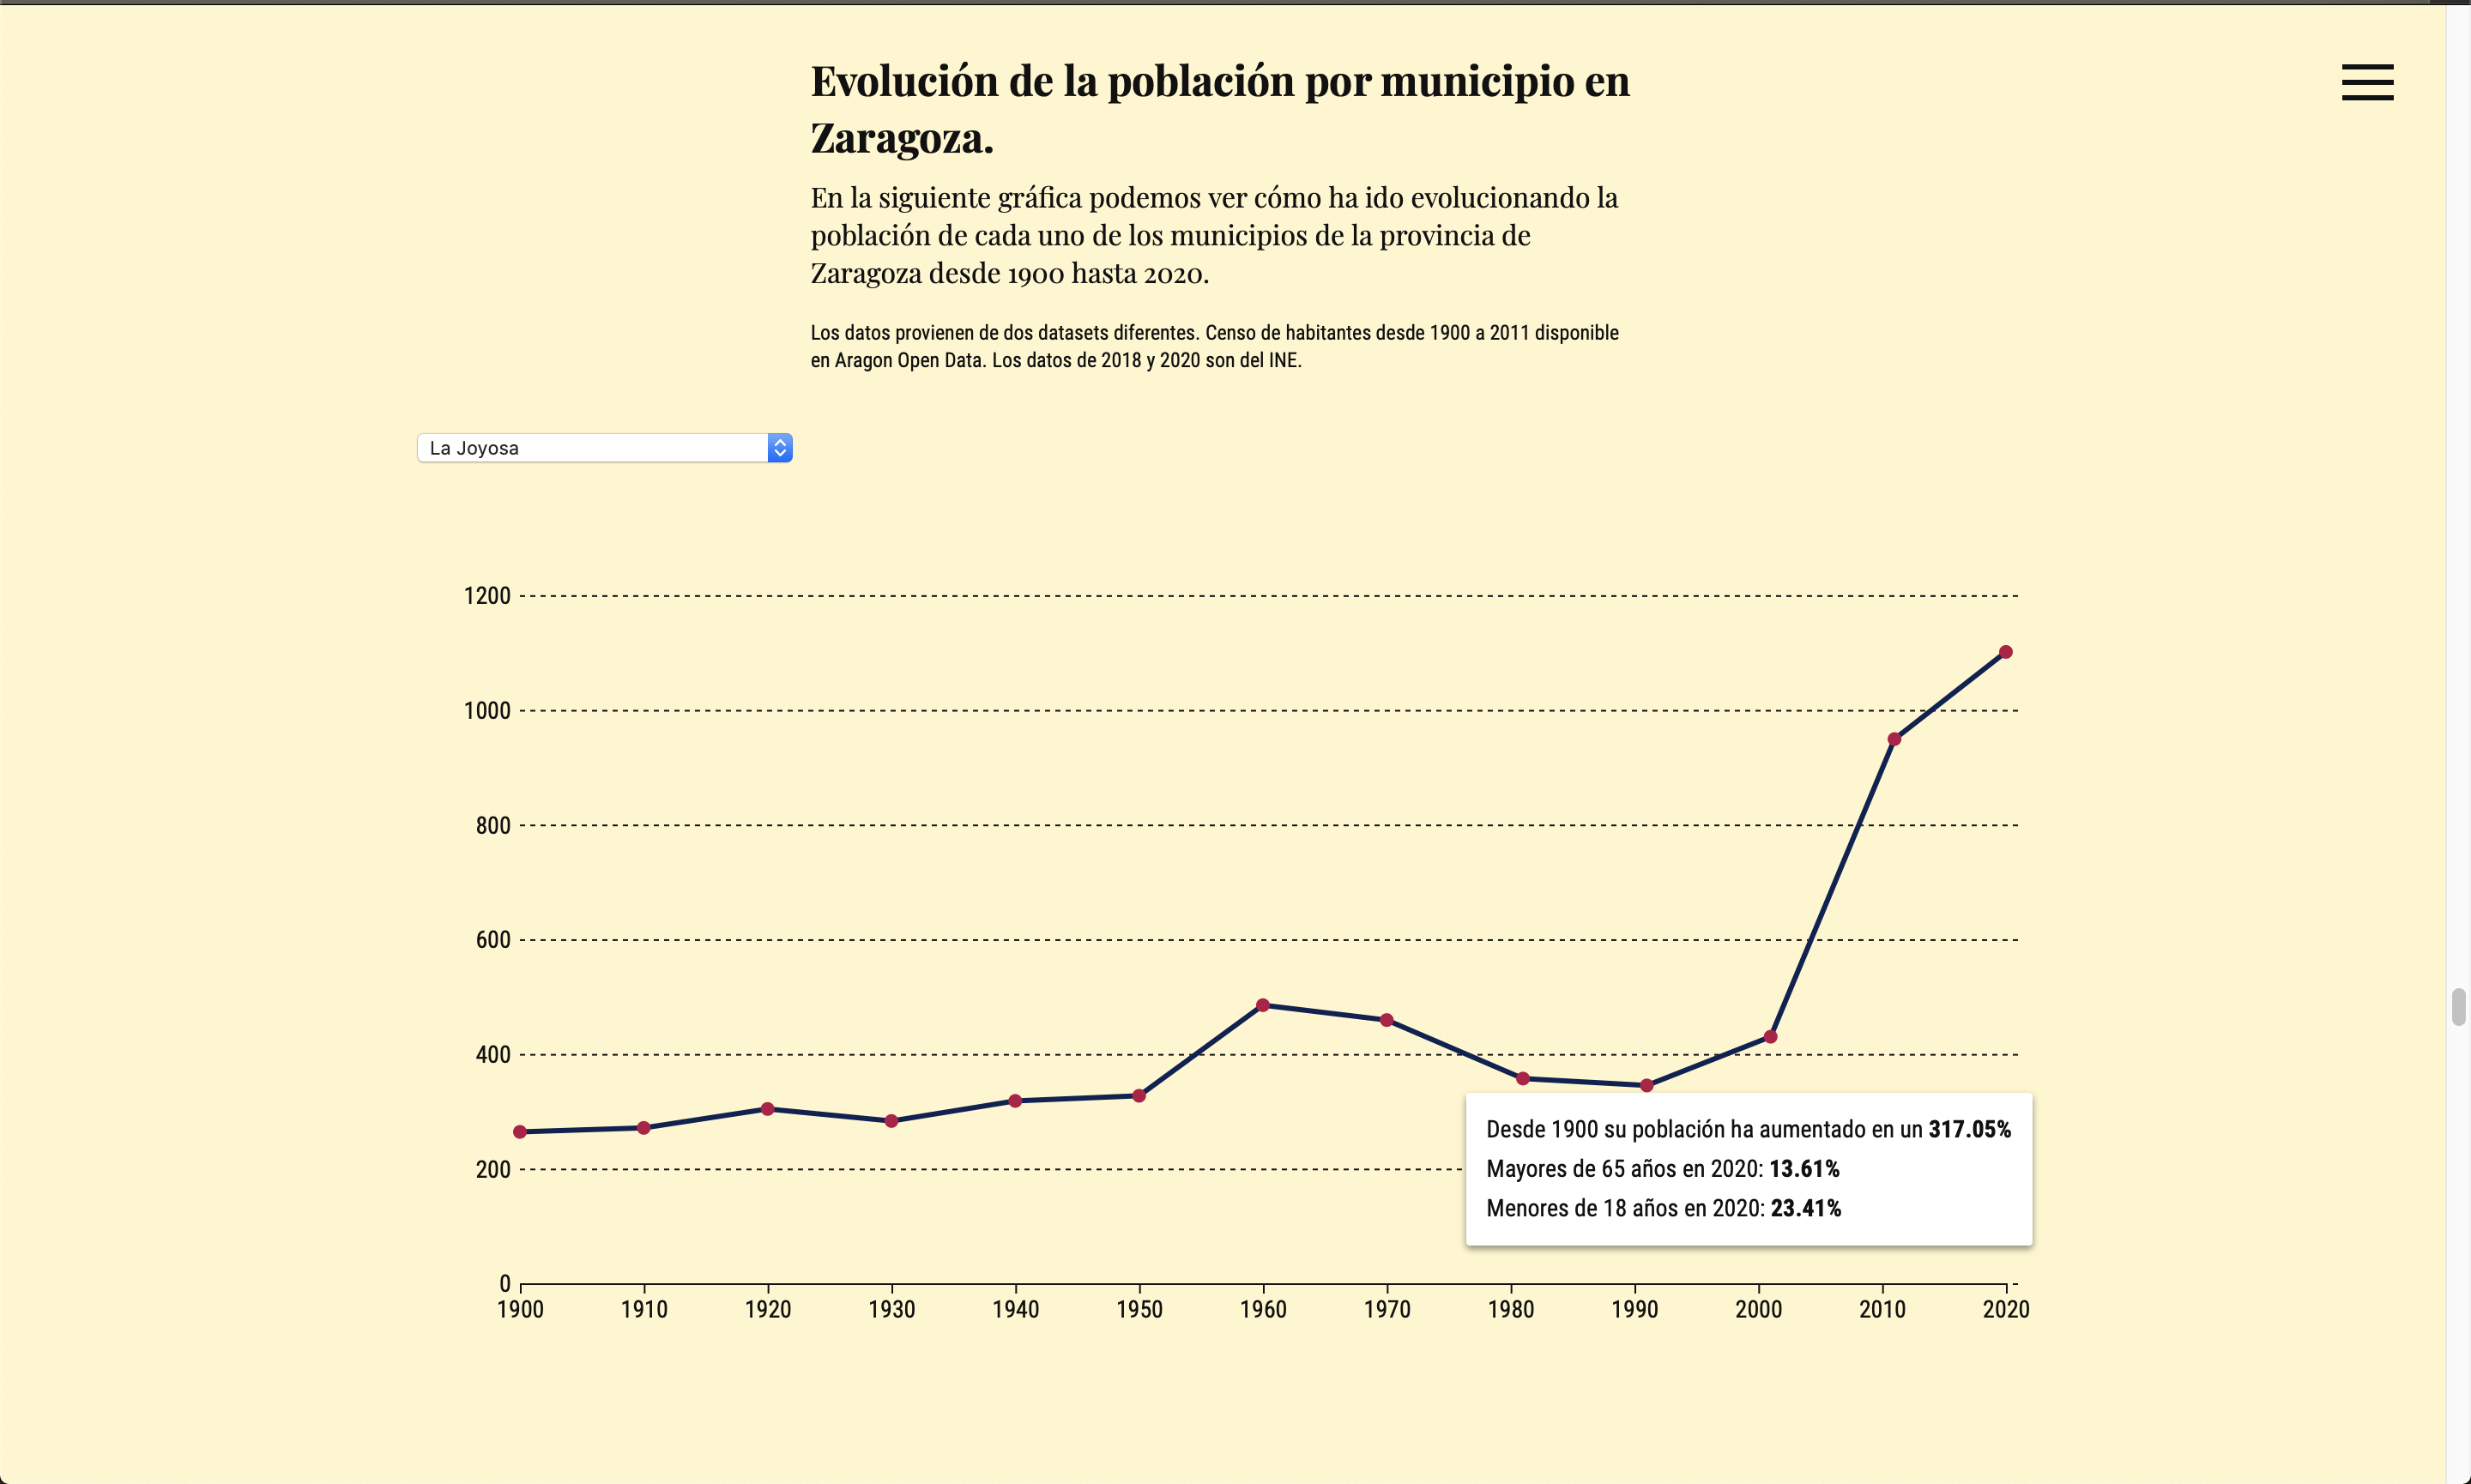 Evolución de la población por municipio en
Zaragoza.
En la siguiente gráfica podemos ver cómo ha ido evolucionando la
población de cada uno de los municipios de la provincia de
Zaragoza desde 1900 hasta 2020.
Los datos provienen de dos datasets diferentes. Censo de habitantes desde 1900 a 2011 disponible
en Aragon Open Data. Los datos de 2018 y 2020 son del INE.
La Joyosa
1200
1000
800
600
400
200
0
Desde 1900 su población ha aumentado en un 317.05%
Mayores de 65 años en 2020: 13.61%
Menores de 18 años en 2020: 23.41%
1900 1910 1920 1930 1940 1950 1960 1970 1980 1990 2000 2010 2020